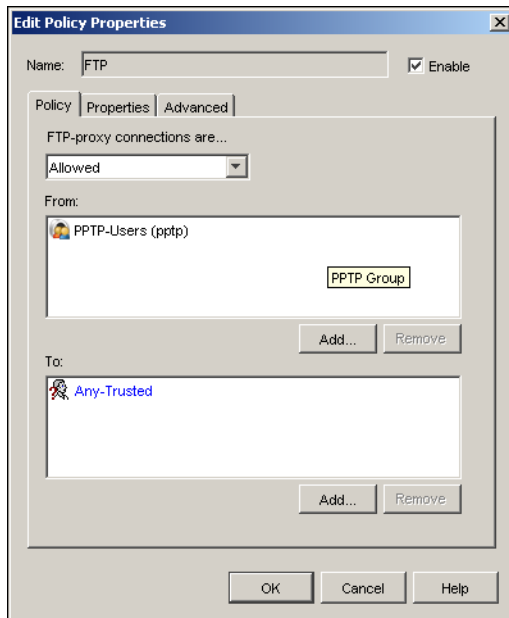 Edit Policy Properties
Name: FTP Enable
Policy Properties Advanced
FTP-proxy connections are...
Allowed
From:
PPTP-Users (pptp)
PPTP Group
Add... Remove
To:
Any-Trusted
Add... Remove
OK Cancel Help